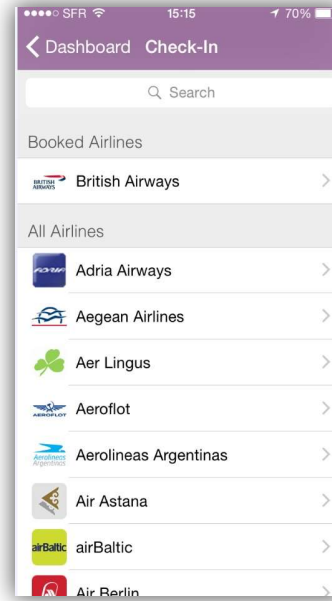 SFR 15:15 70%
Dashboard Check-In
Search
Booked Airlines
BRITISH AIRWAYS British Airways
All Airlines
Adria Airways
Aegean Airlines
Aer Lingus
AEROFLOT Aeroflot
Aerolineas Argentinas Aerolineas Argentinas
Air Astana
airBaltic airBaltic
Air Berlin